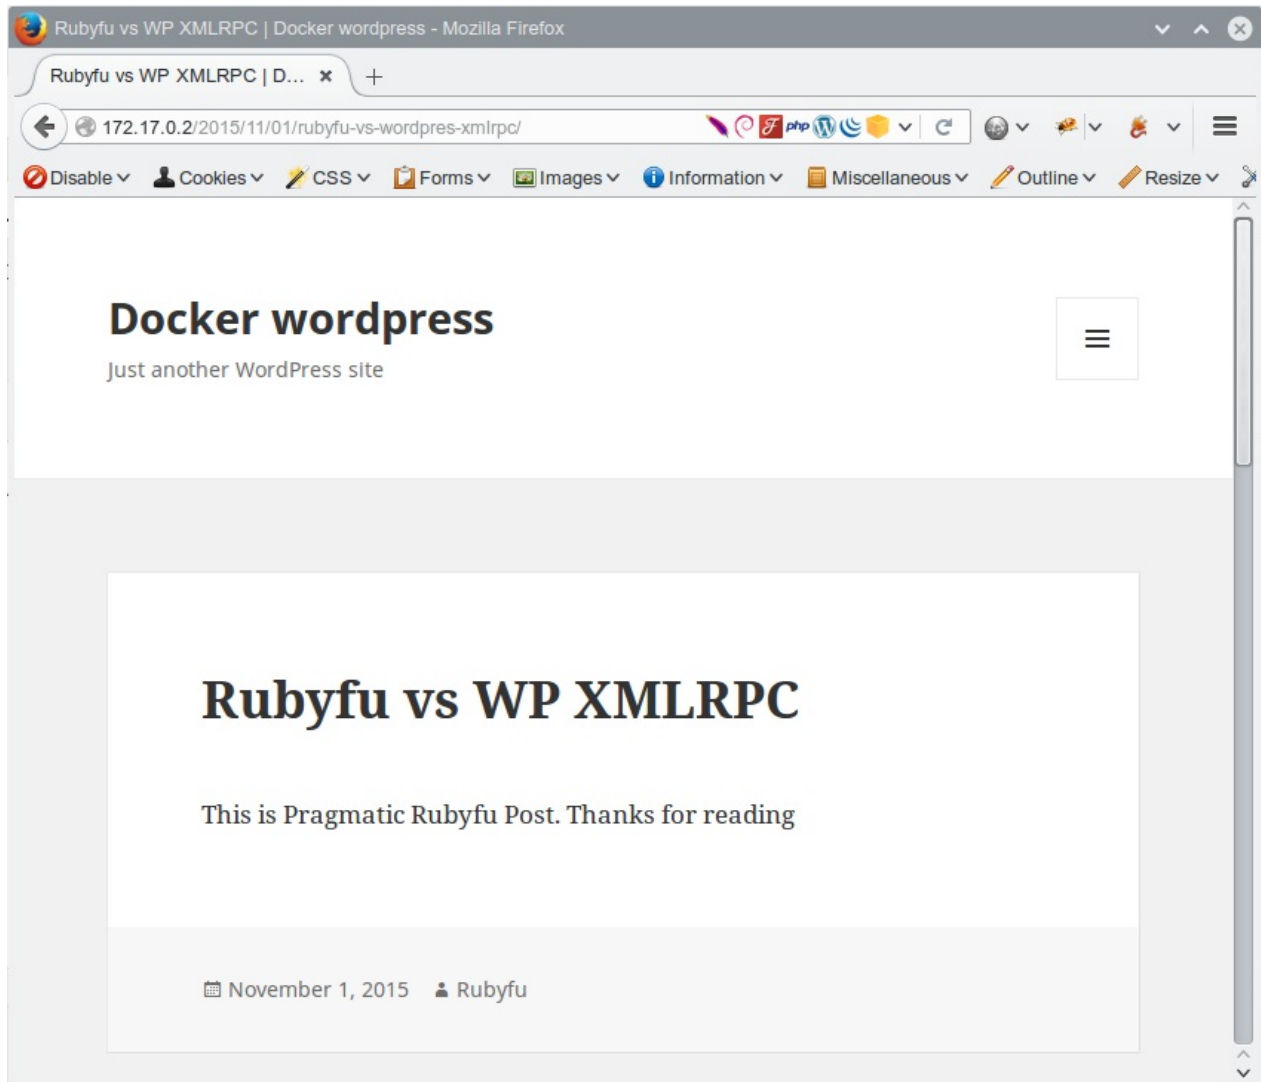 Rubyfu vs WP XMLRPC | Docker wordpress - Mozilla Firefox
Rubyfu vs WP XMLRPC | D...
172.17.0.2/2015/11/01/rubyfu-vs-wordpres-xmlrpc/ php
Disable Cookies CSS Forms Images Information Miscellaneous Outline Resize
Docker wordpress
Just another WordPress site
Rubyfu vs WP XMLRPC
This is Pragmatic Rubyfu Post. Thanks for reading
November 1, 2015 Rubyfu